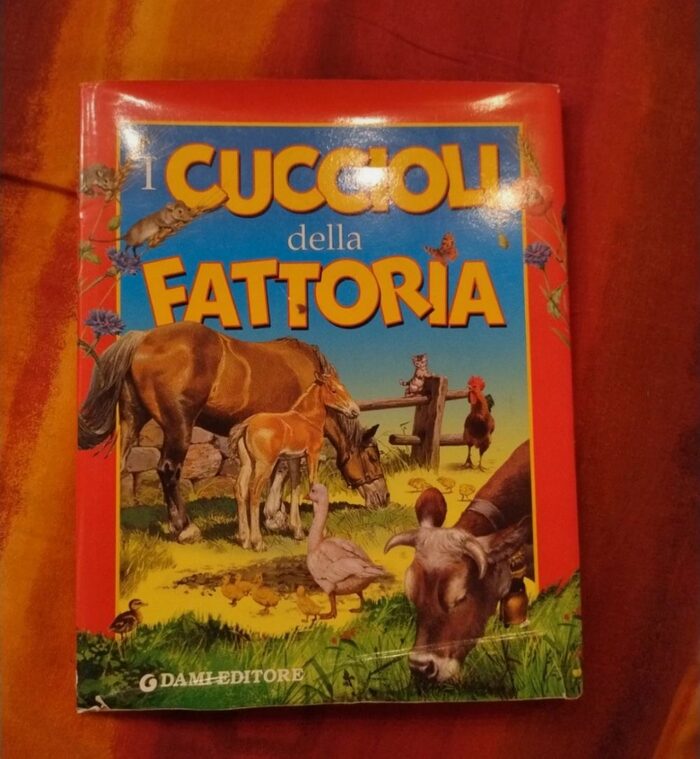 I CUCCIOLI
della
FATTORIA
DAMI EDITORE